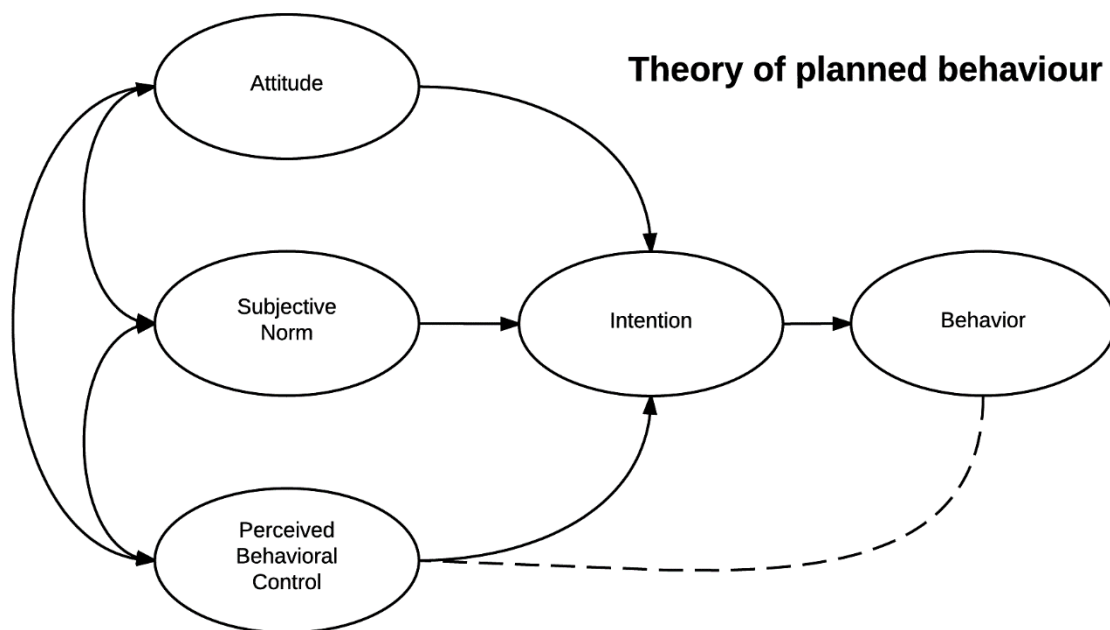 Theory of planned behaviour
Attitude
Subjective
Norm
Intention
Behavior
Perceived
Behavioral
Control